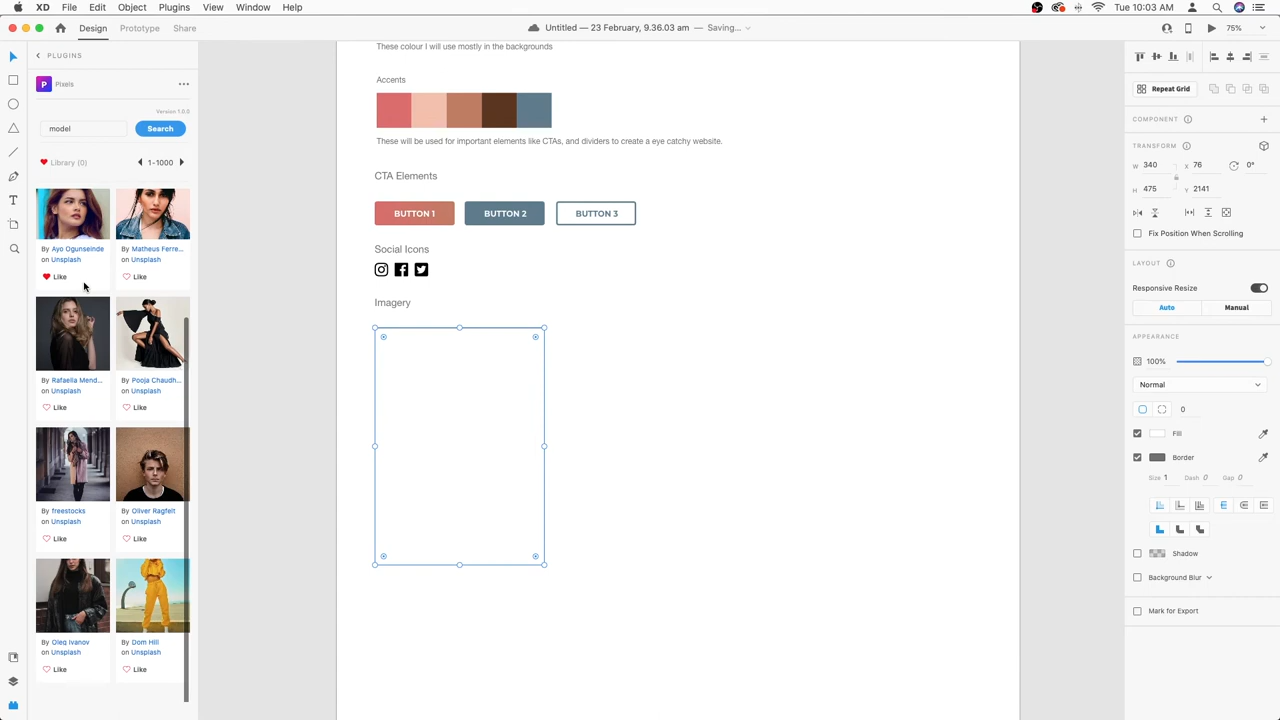 XD File Edit Object Plugins View Window Help Tue 10:03 AM
Design Prototype Share Untitled — 23 February, 9.36.03 am — Saving... 75%
PLUGINS
P Pixels
Version 1.0.0
model Search
Library (0) 1-1000
By Ayo Ogunseinde
on Unsplash
Like
By Matheus Ferre...
on Unsplash
Like
By Rafaella Mend...
on Unsplash
Like
By Pooja Chaudh...
on Unsplash
Like
By freestocks
on Unsplash
Like
By Oliver Ragfelt
on Unsplash
Like
By Oleg Ivanov
on Unsplash
Like
By Dom Hill
on Unsplash
Like
These colour I will use mostly in the backgrounds
Accents
These will be used for important elements like CTAs, and dividers to create a eye catchy website.
CTA Elements
BUTTON 1 BUTTON 2 BUTTON 3
Social Icons
Imagery
Repeat Grid
COMPONENT
TRANSFORM
W 340 X 76 0°
H 475 Y 2141
Fix Position When Scrolling
LAYOUT
Responsive Resize
Auto Manual
APPEARANCE
100%
Normal
0
Fill
Border
Size 1 Dash 0 Gap 0
Shadow
Background Blur
Mark for Export